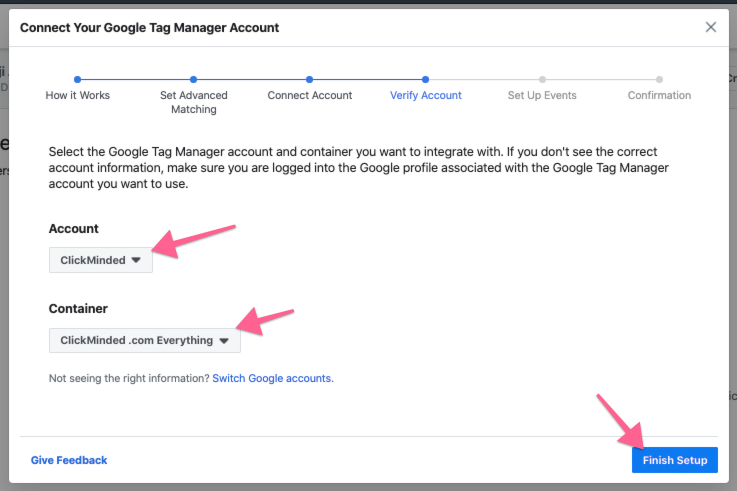 Connect Your Google Tag Manager Account
How it Works
Set Advanced
Matching
Connect Account
Verify Account
Set Up Events
Confirmation
Select the Google Tag Manager account and container you want to integrate with. If you don't see the correct
account information, make sure you are logged into the Google profile associated with the Google Tag Manager
account you want to use.
Account
ClickMinded
Container
ClickMinded .com Everything
Not seeing the right information? Switch Google accounts.
Give Feedback
Finish Setup